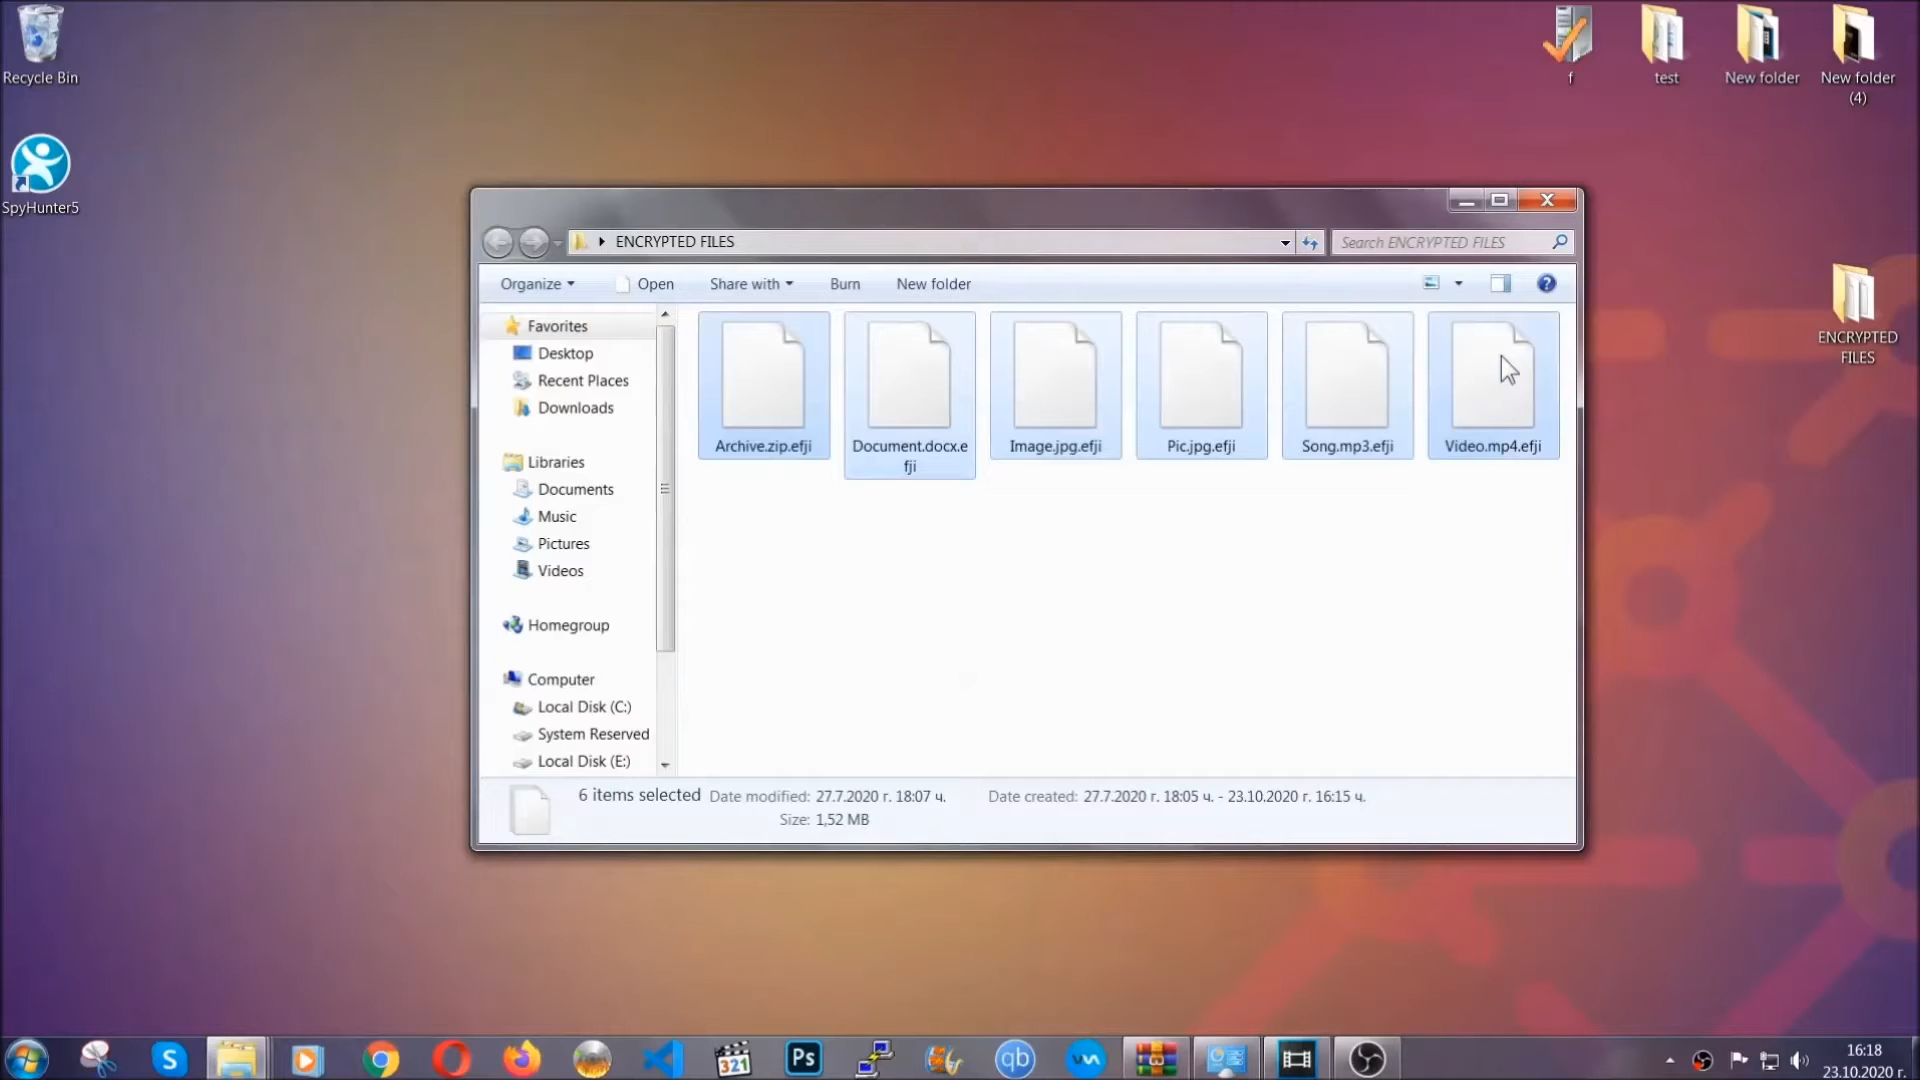 Recycle Bin
SpyHunter5
f
test
New folder
New folder
(4)
ENCRYPTED
FILES
ENCRYPTED FILES
Search ENCRYPTED FILES
Organize
Open
Share with
Burn
New folder
Favorites
Desktop
Recent Places
Downloads
Libraries
Documents
Music
Pictures
Videos
Homegroup
Computer
Local Disk (C:)
System Reserved
Local Disk (E:)
Archive.zip.efji
Document.docx.e
fji
Image.jpg.efji
Pic.jpg.efji
Song.mp3.efji
Video.mp4.efji
6 items selected Date modified: 27.7.2020 г. 18:07 ч. Date created: 27.7.2020 г. 18:05 ч. - 23.10.2020 г. 16:15 ч.
Size: 1,52 MB
S
321
Ps
qb
16:18
23.10.2020 г.